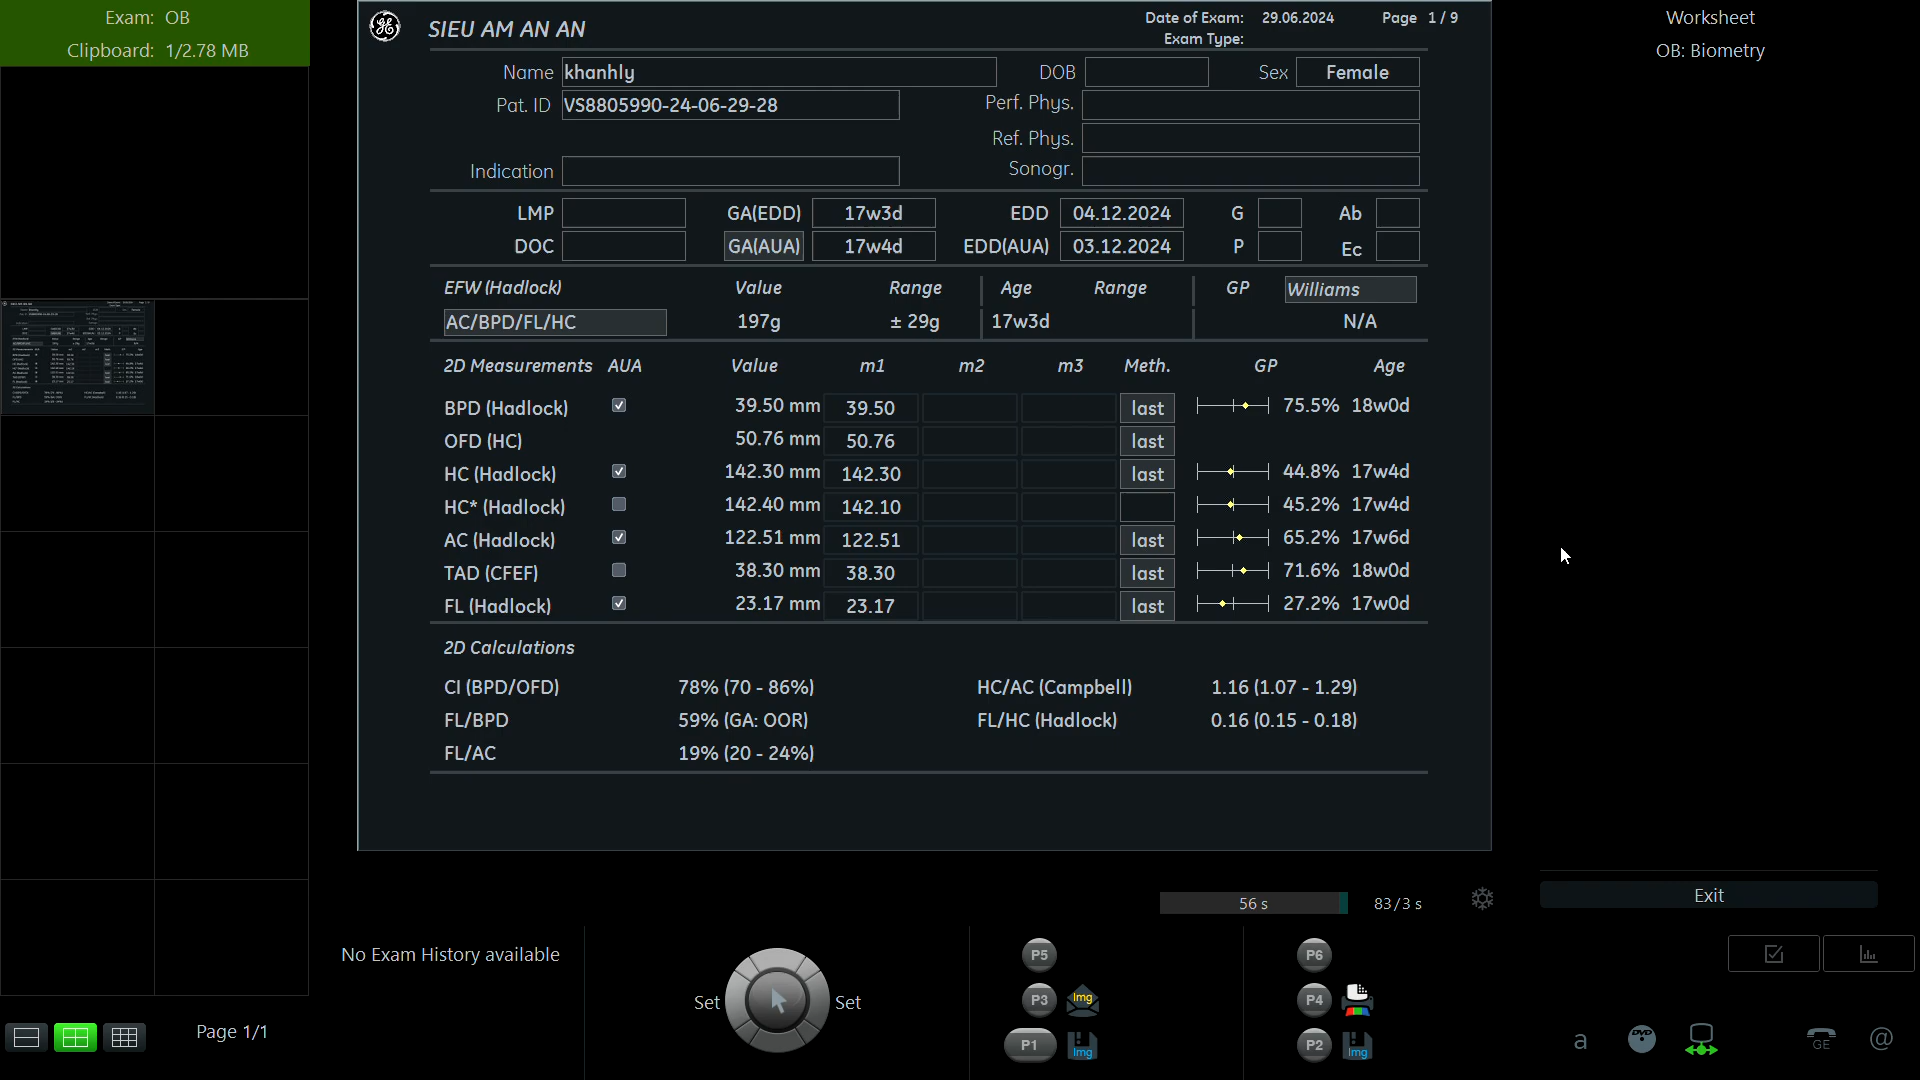 Exam: OB
Clipboard: 1/2.78 MB
SIEU AM AN AN
Date of Exam: 29.06.2024 Page 1 / 9
Exam Type:
Worksheet
OB: Biometry
Name khanhly DOB Sex Female
Pat. ID VS8805990-24-06-29-28 Perf. Phys.
Ref. Phys.
Indication Sonogr.
LMP GA(EDD) 17w3d EDD 04.12.2024 G Ab
DOC GA(AUA) 17w4d EDD(AUA) 03.12.2024 P Ec
EFW (Hadlock) Value Range Age Range GP Williams
AC/BPD/FL/HC 197g ± 29g 17w3d N/A
2D Measurements AUA Value m1 m2 m3 Meth. GP Age
BPD (Hadlock) 39.50 mm 39.50 last 75.5% 18w0d
OFD (HC) 50.76 mm 50.76 last
HC (Hadlock) 142.30 mm 142.30 last 44.8% 17w4d
HC* (Hadlock) 142.40 mm 142.10 45.2% 17w4d
AC (Hadlock) 122.51 mm 122.51 last 65.2% 17w6d
TAD (CFEF) 38.30 mm 38.30 last 71.6% 18w0d
FL (Hadlock) 23.17 mm 23.17 last 27.2% 17w0d
2D Calculations
CI (BPD/OFD) 78% (70 - 86%) HC/AC (Campbell) 1.16 (1.07 - 1.29)
FL/BPD 59% (GA: OOR) FL/HC (Hadlock) 0.16 (0.15 - 0.18)
FL/AC 19% (20 - 24%)
56 s 83/3 s
Exit
No Exam History available
Set Set
P5 P6
P3 Img P4
P1 Img P2 Img
Page 1/1
a DVD GE @